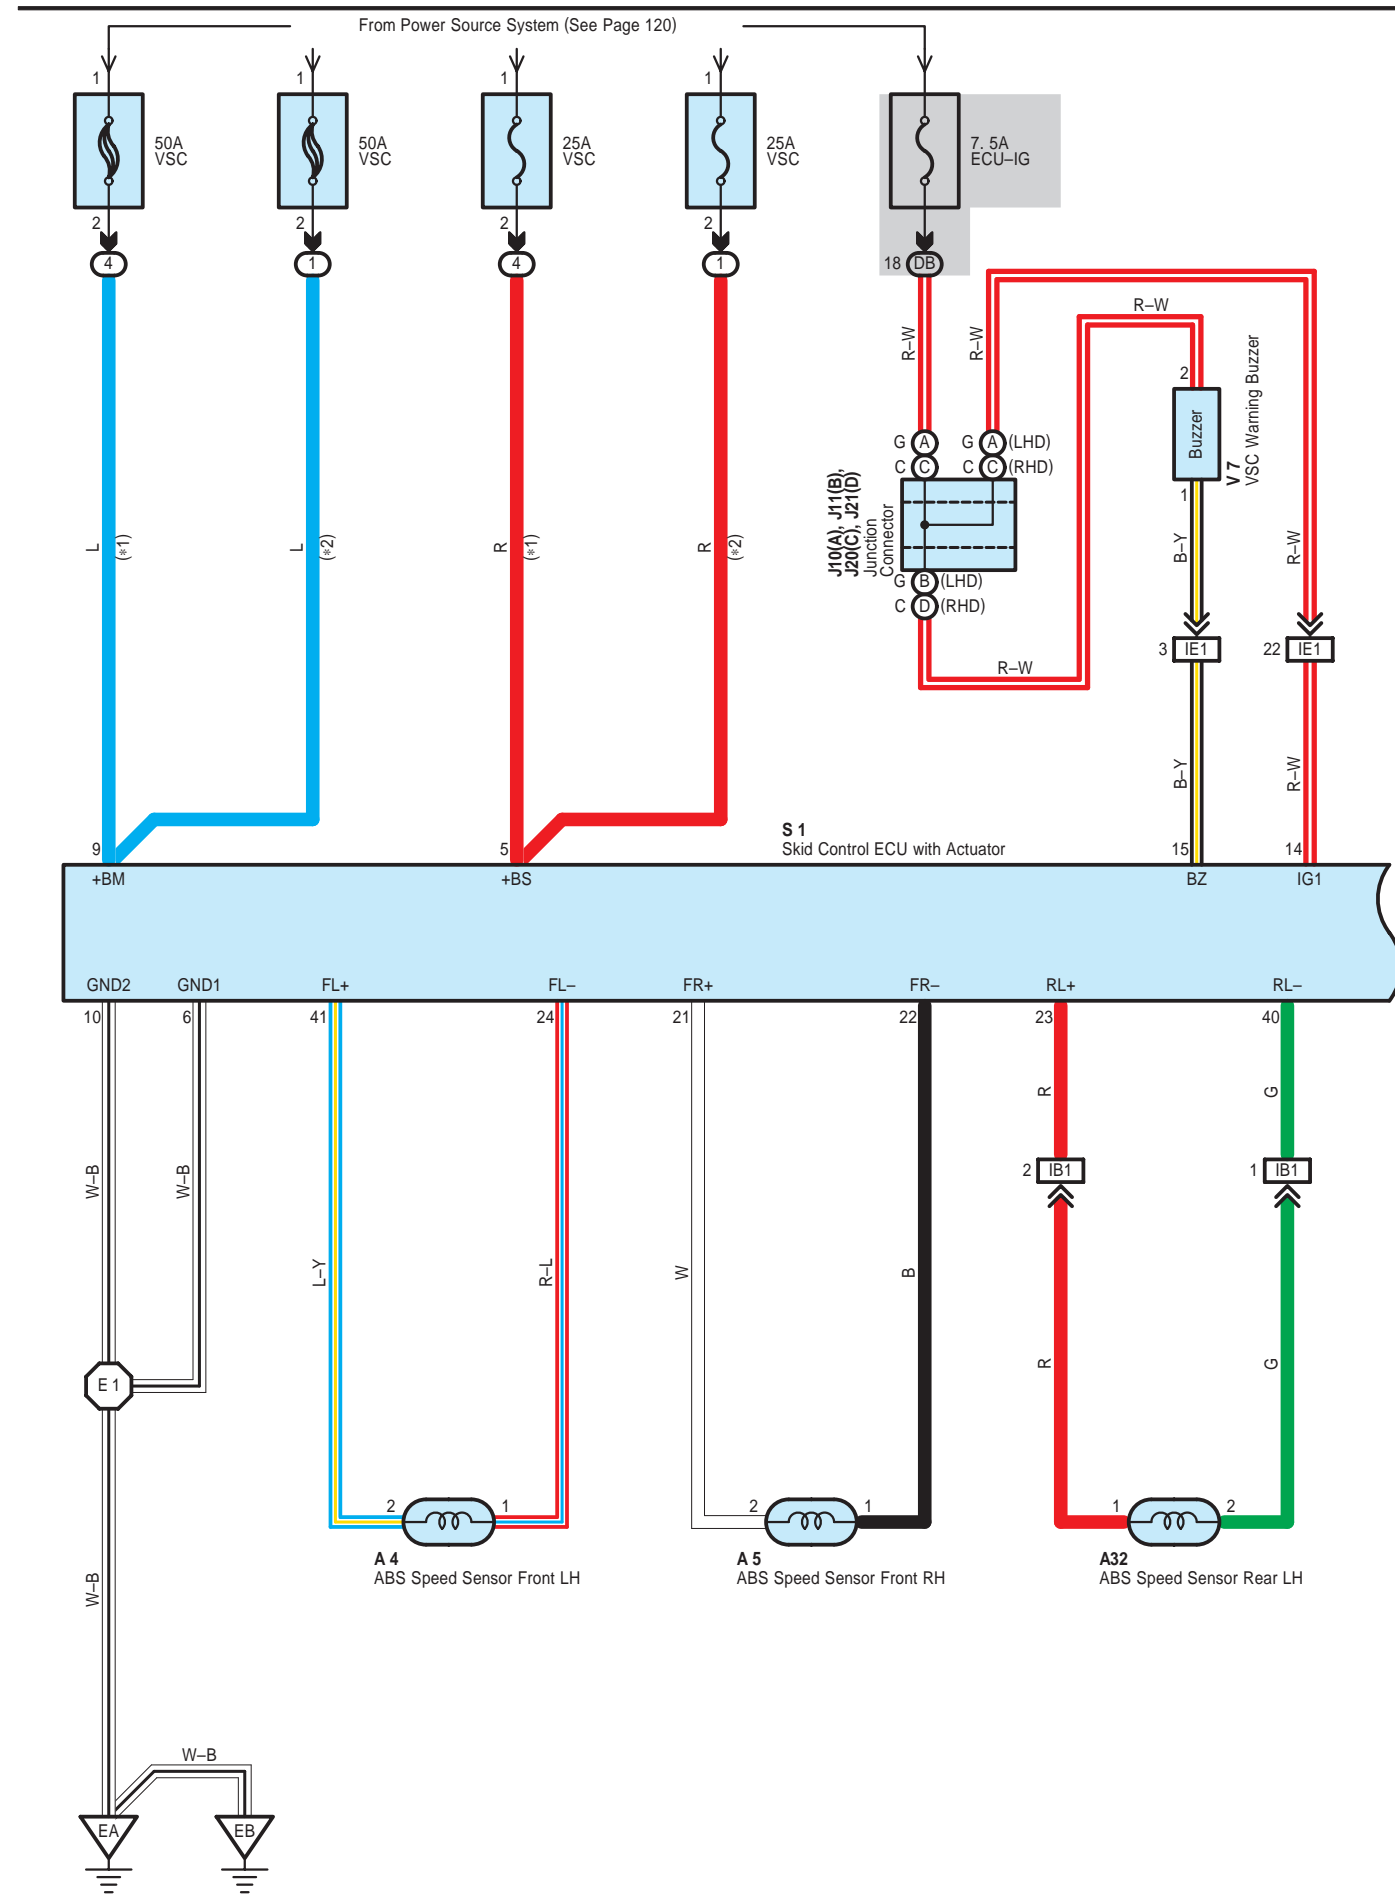 From Power Source System (See Page 120)
1
1
1
1
50A
VSC
50A
VSC
25A
VSC
25A
VSC
7. 5A
ECU–IG
2
2
2
2
4
1
4
1
18
DB
R–W
R–W
R–W
2
Buzzer
V 7
VSC Warning Buzzer
1
G
A
G
A
(LHD)
C
C
C
C
(RHD)
J10(A), J11(B),
J20(C), J21(D)
Junction
Connector
G
B
(LHD)
C
D
(RHD)
L
(*1)
L
(*2)
R
(*1)
R
(*2)
B–Y
R–W
3
IE1
22
IE1
R–W
B–Y
R–W
S 1
Skid Control ECU with Actuator
9
5
15
14
+BM
+BS
BZ
IG1
GND2
GND1
FL+
FL–
FR+
FR–
RL+
RL–
10
6
41
24
21
22
23
40
R
G
W–B
W–B
2
IB1
1
IB1
L–Y
R–L
W
B
R
G
E 1
2
1
2
1
1
2
A 4
ABS Speed Sensor Front LH
A 5
ABS Speed Sensor Front RH
A32
ABS Speed Sensor Rear LH
W–B
W–B
EA
EB